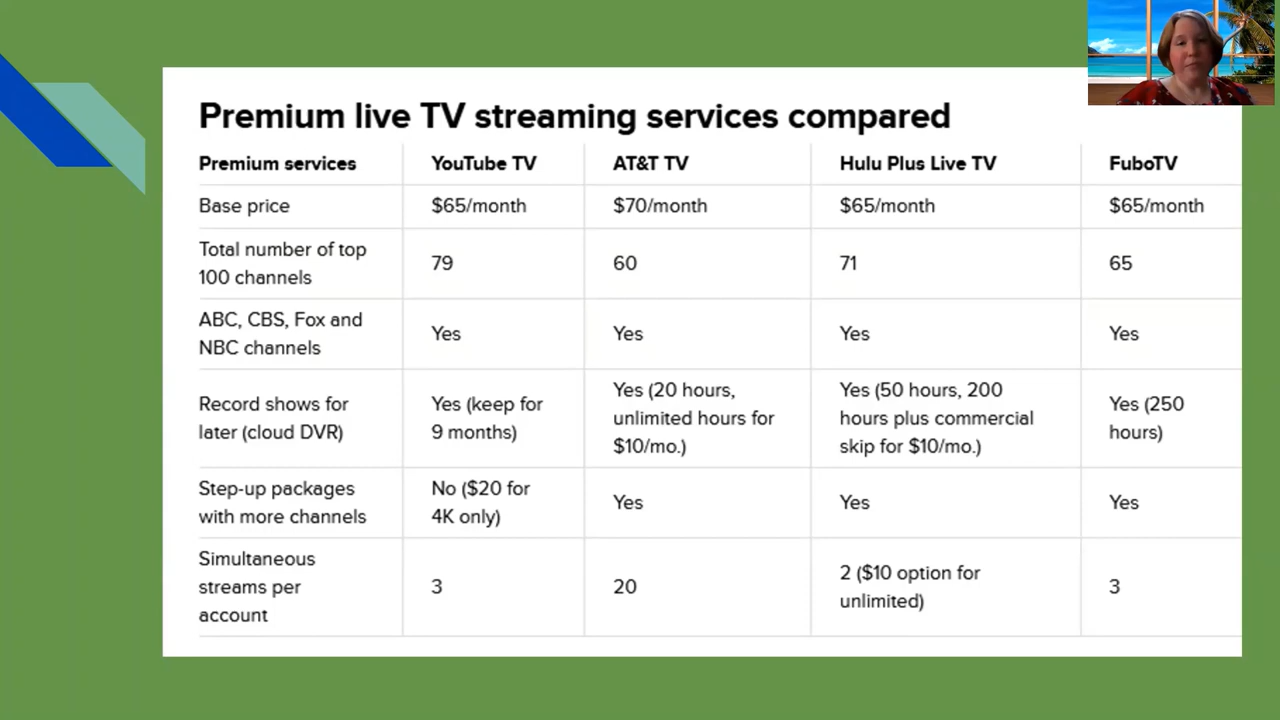 Premium live TV streaming services compared
Premium services YouTube TV AT&T TV Hulu Plus Live TV FuboTV
Base price $65/month $70/month $65/month $65/month
Total number of top
100 channels 79 60 71 65
ABC, CBS, Fox and
NBC channels Yes Yes Yes Yes
Record shows for
later (cloud DVR)
Yes (keep for
9 months)
Yes (20 hours,
unlimited hours for
$10/mo.)
Yes (50 hours, 200
hours plus commercial
skip for $10/mo.)
Yes (250
hours)
Step-up packages
with more channels
No ($20 for
4K only)
Yes Yes Yes
Simultaneous
streams per
account
3 20
2 ($10 option for
unlimited)
3